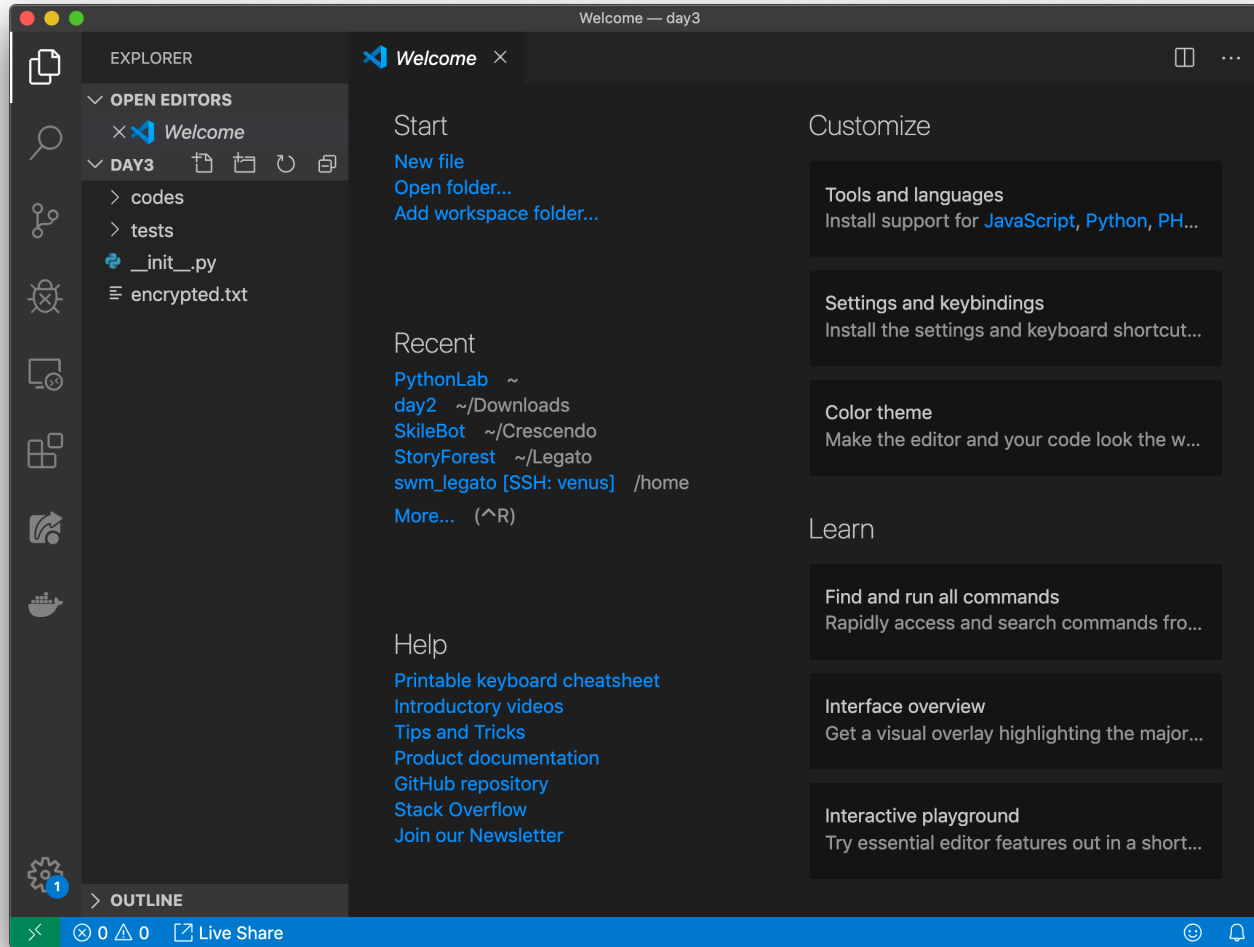 Welcome — day3
EXPLORER
OPEN EDITORS
Welcome
DAY3
codes
tests
__init__.py
encrypted.txt
OUTLINE
Welcome
Start
New file
Open folder...
Add workspace folder...
Recent
PythonLab ~
day2 ~/Downloads
SkileBot ~/Crescendo
StoryForest ~/Legato
swm_legato [SSH: venus] /home
More... (^R)
Help
Printable keyboard cheatsheet
Introductory videos
Tips and Tricks
Product documentation
GitHub repository
Stack Overflow
Join our Newsletter
Customize
Tools and languages
Install support for JavaScript, Python, PH...
Settings and keybindings
Install the settings and keyboard shortcut...
Color theme
Make the editor and your code look the w...
Learn
Find and run all commands
Rapidly access and search commands fro...
Interface overview
Get a visual overlay highlighting the major...
Interactive playground
Try essential editor features out in a short...
1
0 0 Live Share